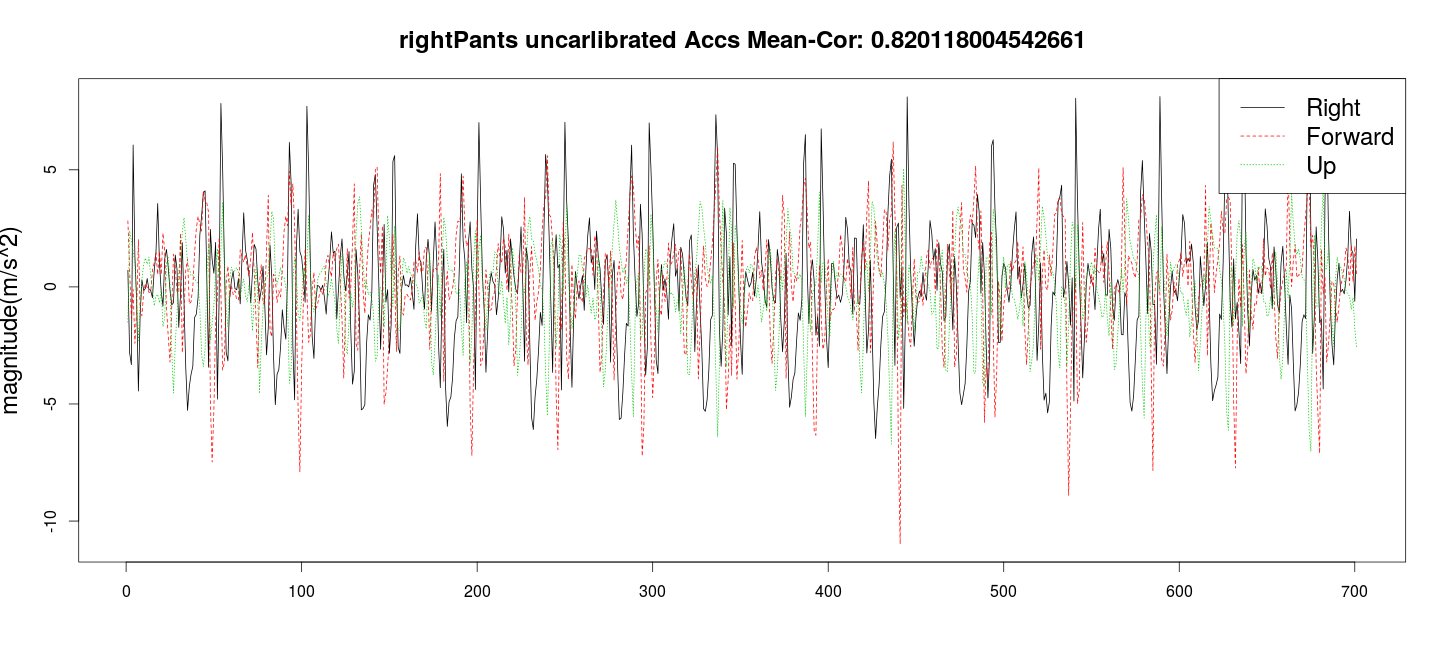 rightPants uncarlibrated Accs Mean-Cor: 0.820118004542661
magnitude(m/s^2)
5
0
-5
-10
Right
Forward
Up
0 100 200 300 400 500 600 700